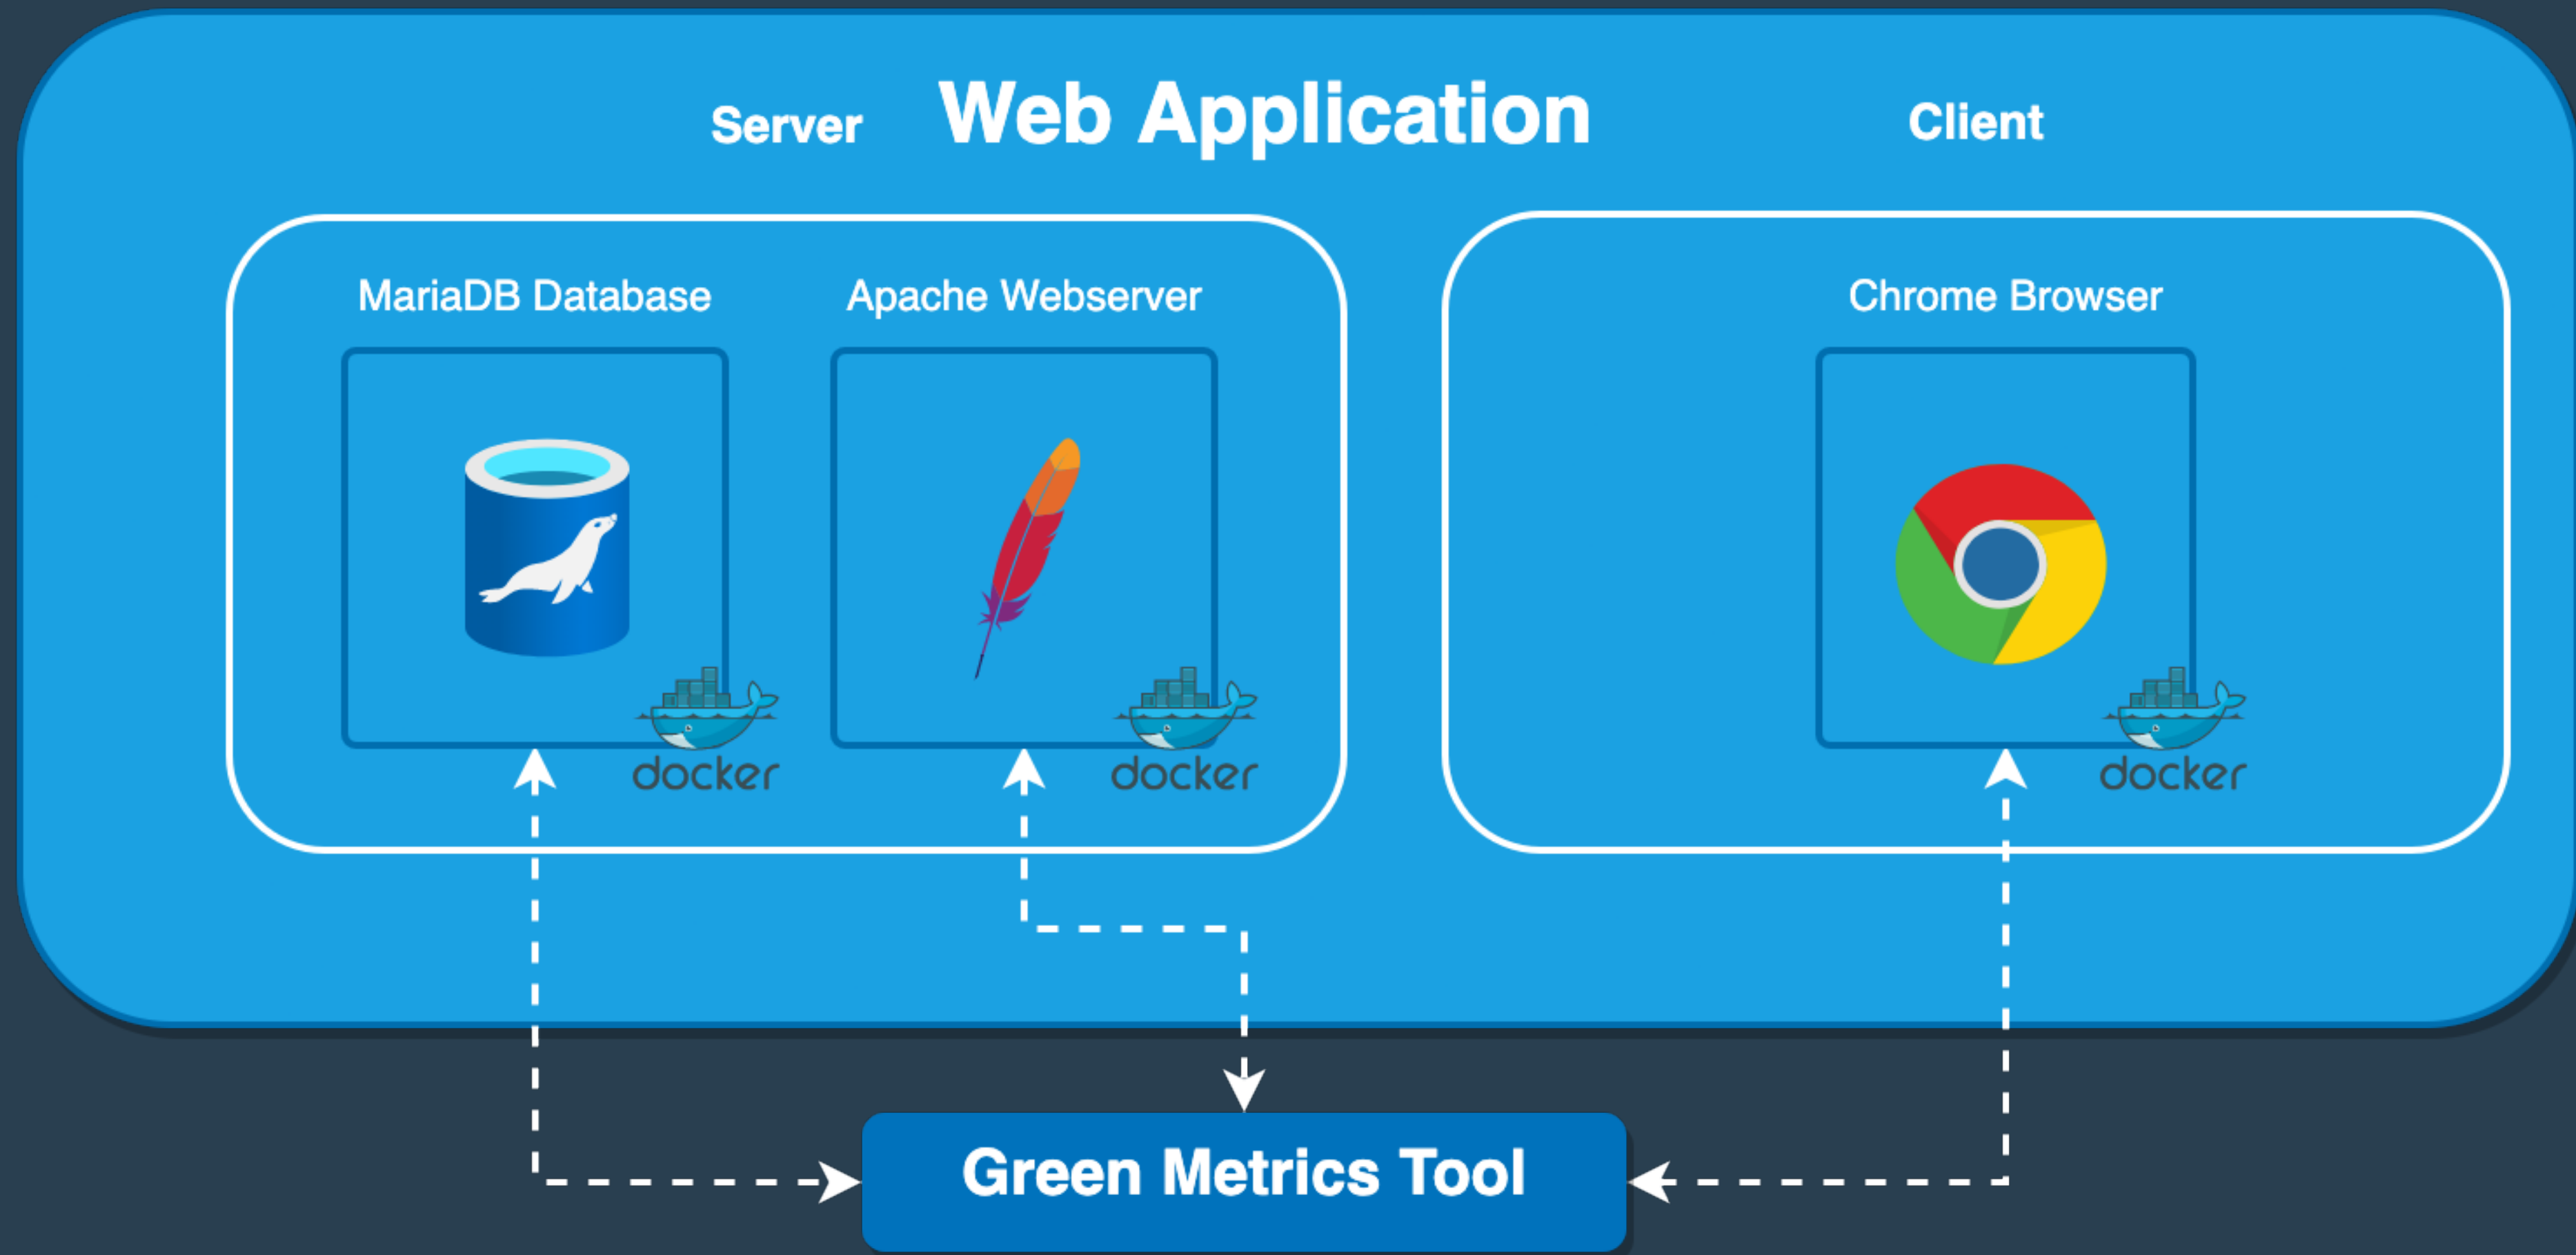 Server
Web Application
Client
MariaDB Database
Apache Webserver
Chrome Browser
docker
docker
docker
Green Metrics Tool